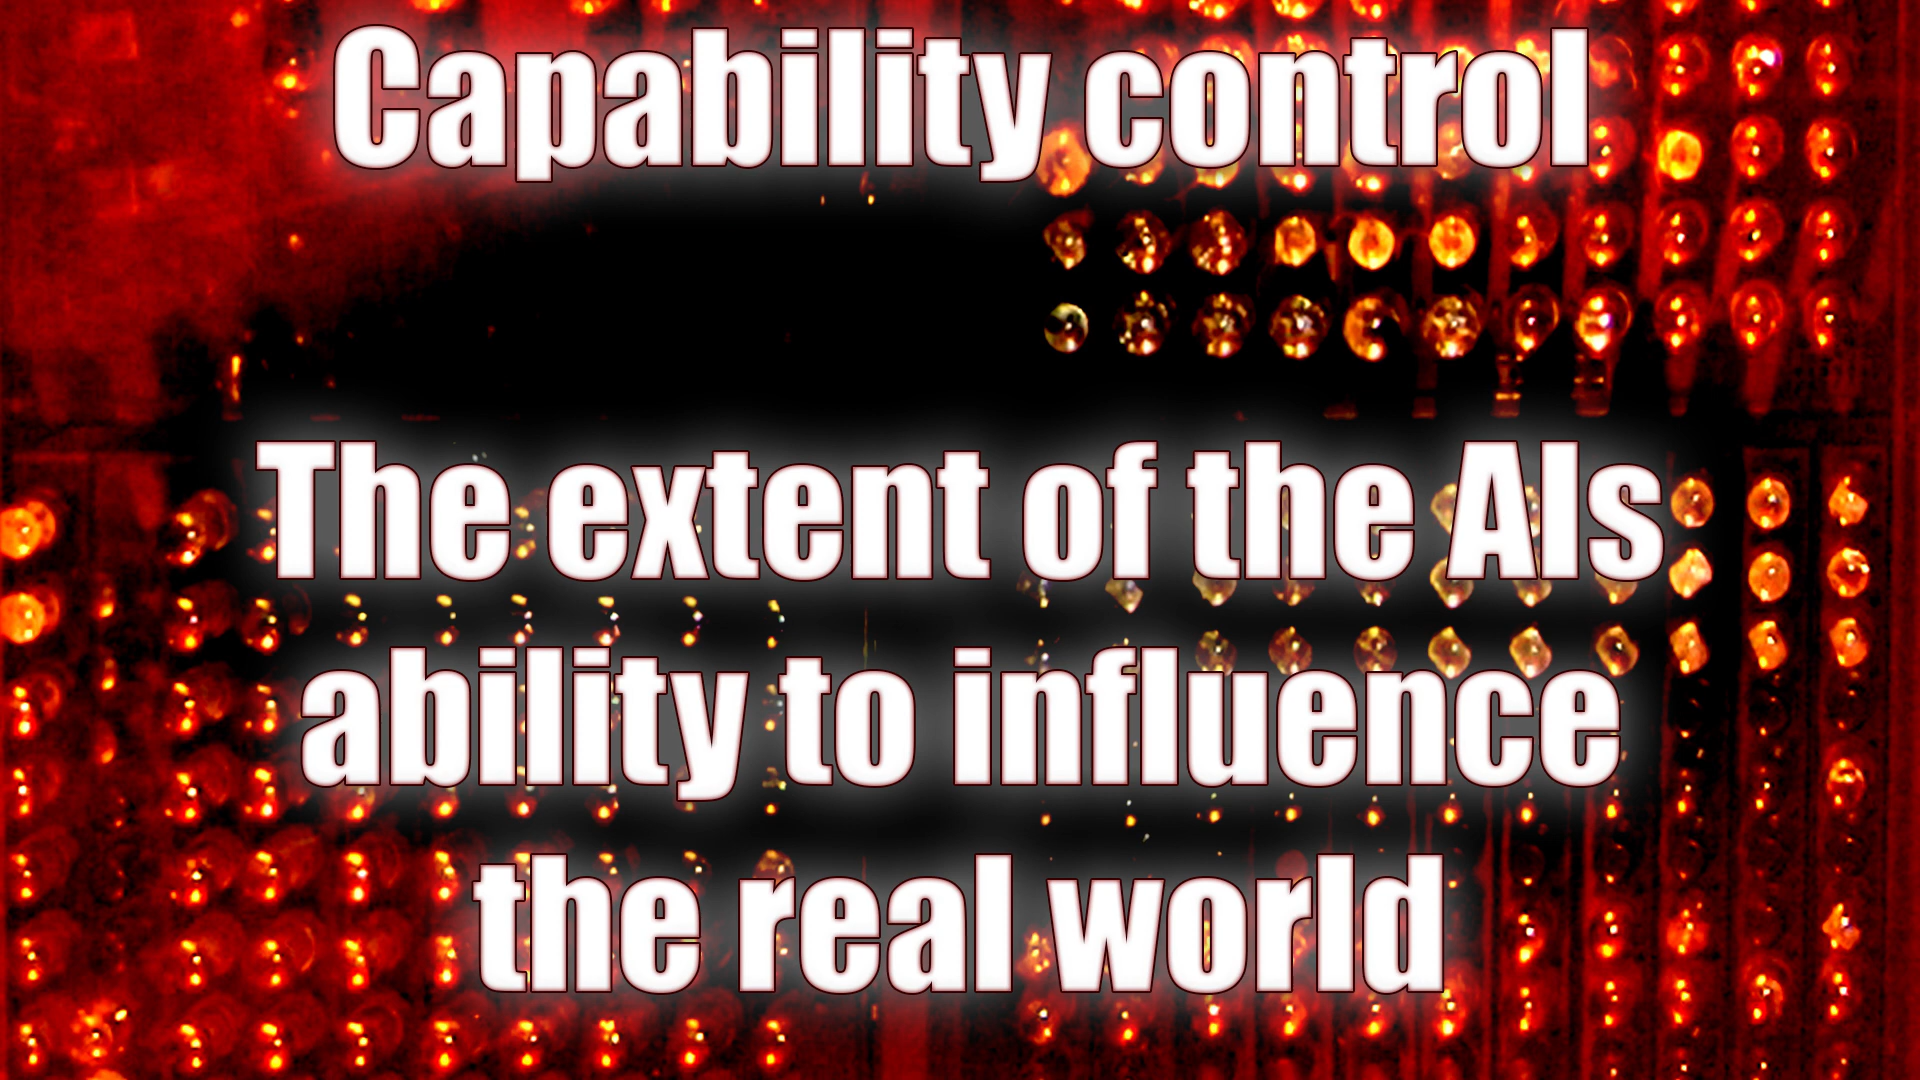 Capability control
The extent of the AIs
ability to influence
the real world